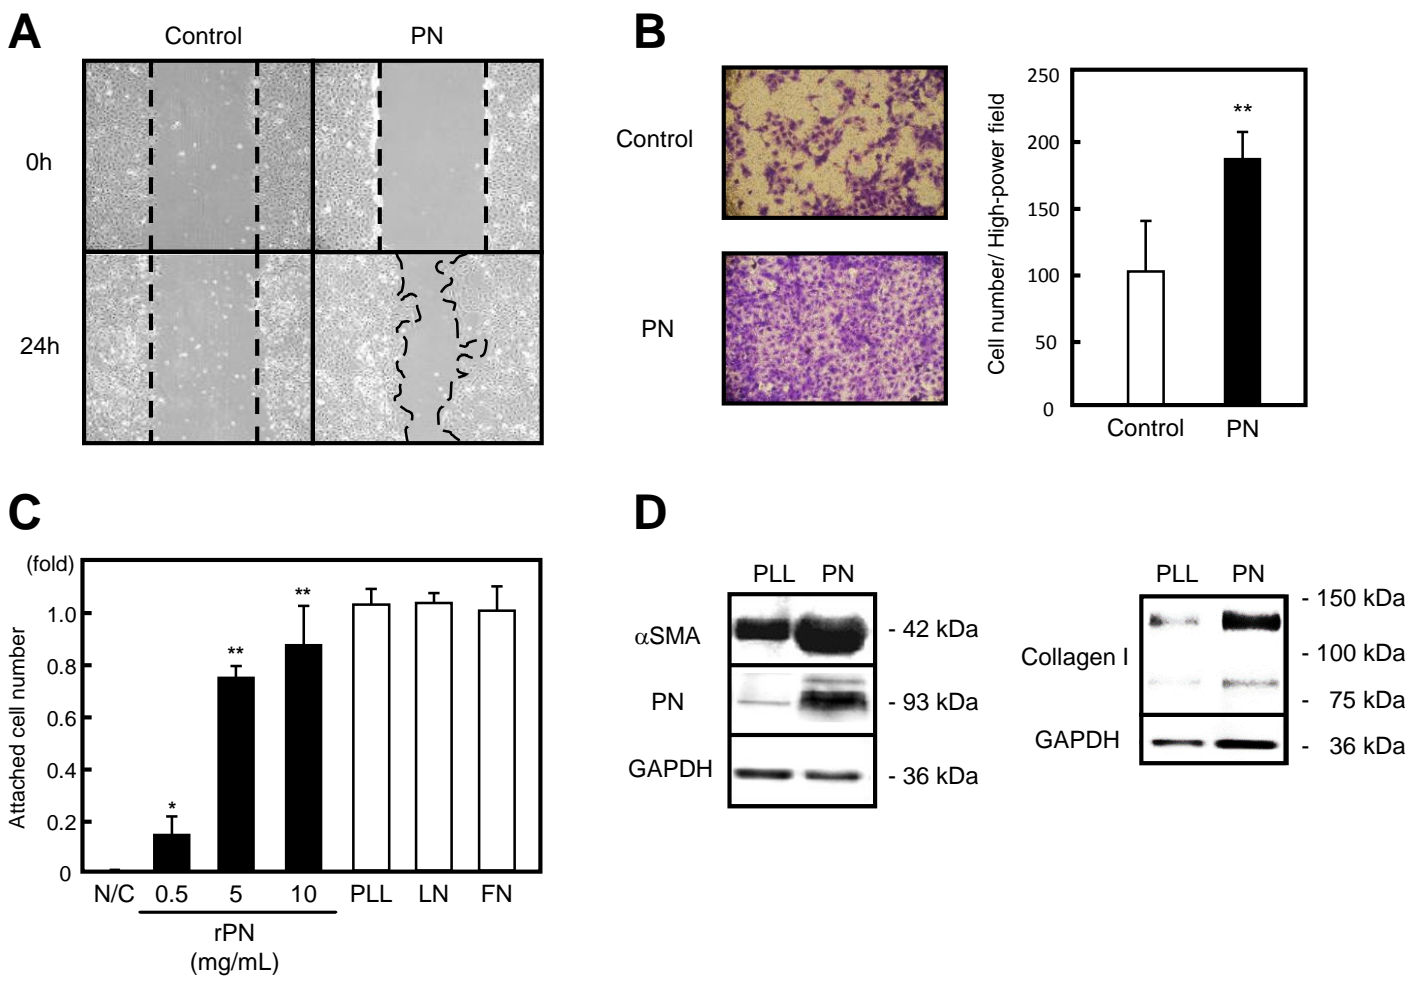 A
Control
PN
0h
24h
B
Control
PN
Cell number/ High-power field
250
200
150
100
50
0
**
Control
PN
C
(fold)
Attached cell number
1.0
0.8
0.6
0.4
0.2
0
*
**
**
N/C 0.5 5 10 PLL LN FN
rPN
(mg/mL)
D
PLL PN
αSMA
- 42 kDa
PN
- 93 kDa
GAPDH
- 36 kDa
PLL PN
- 150 kDa
Collagen I
- 100 kDa
- 75 kDa
GAPDH
- 36 kDa